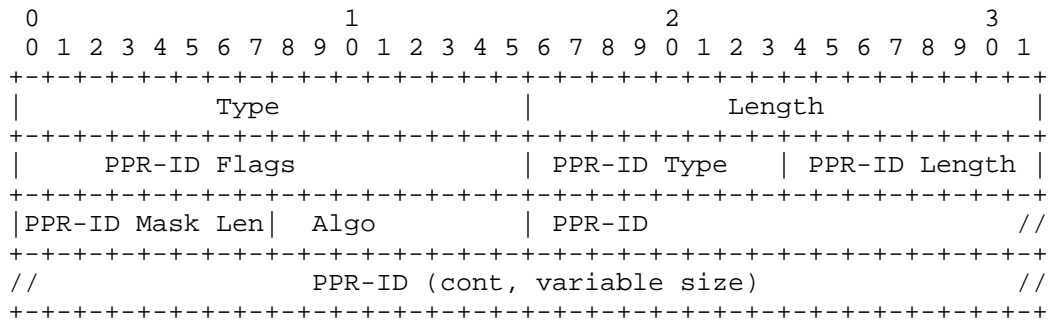 0                   1                   2                   3
 0 1 2 3 4 5 6 7 8 9 0 1 2 3 4 5 6 7 8 9 0 1 2 3 4 5 6 7 8 9 0 1
+-+-+-+-+-+-+-+-+-+-+-+-+-+-+-+-+-+-+-+-+-+-+-+-+-+-+-+-+-+-+-+-+
|            Type               |            Length             |
+-+-+-+-+-+-+-+-+-+-+-+-+-+-+-+-+-+-+-+-+-+-+-+-+-+-+-+-+-+-+-+-+
|     PPR-ID Flags              | PPR-ID Type   | PPR-ID Length |
+-+-+-+-+-+-+-+-+-+-+-+-+-+-+-+-+-+-+-+-+-+-+-+-+-+-+-+-+-+-+-+-+
|PPR-ID Mask Len|  Algo         | PPR-ID                       //
+-+-+-+-+-+-+-+-+-+-+-+-+-+-+-+-+-+-+-+-+-+-+-+-+-+-+-+-+-+-+-+-+
//                 PPR-ID (cont, variable size)                //
+-+-+-+-+-+-+-+-+-+-+-+-+-+-+-+-+-+-+-+-+-+-+-+-+-+-+-+-+-+-+-+-+